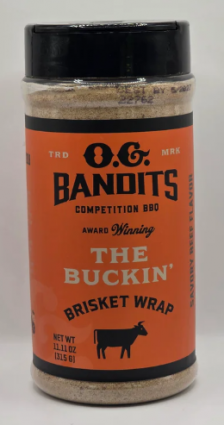 22762
TRD MRK
O.G.
BANDITS
COMPETITION BBQ
AWARD Winning
THE
BUCKIN'
BRISKET WRAP
NET WT
11.11 OZ
(315 G)
SAVORY BEEF FLAVOR